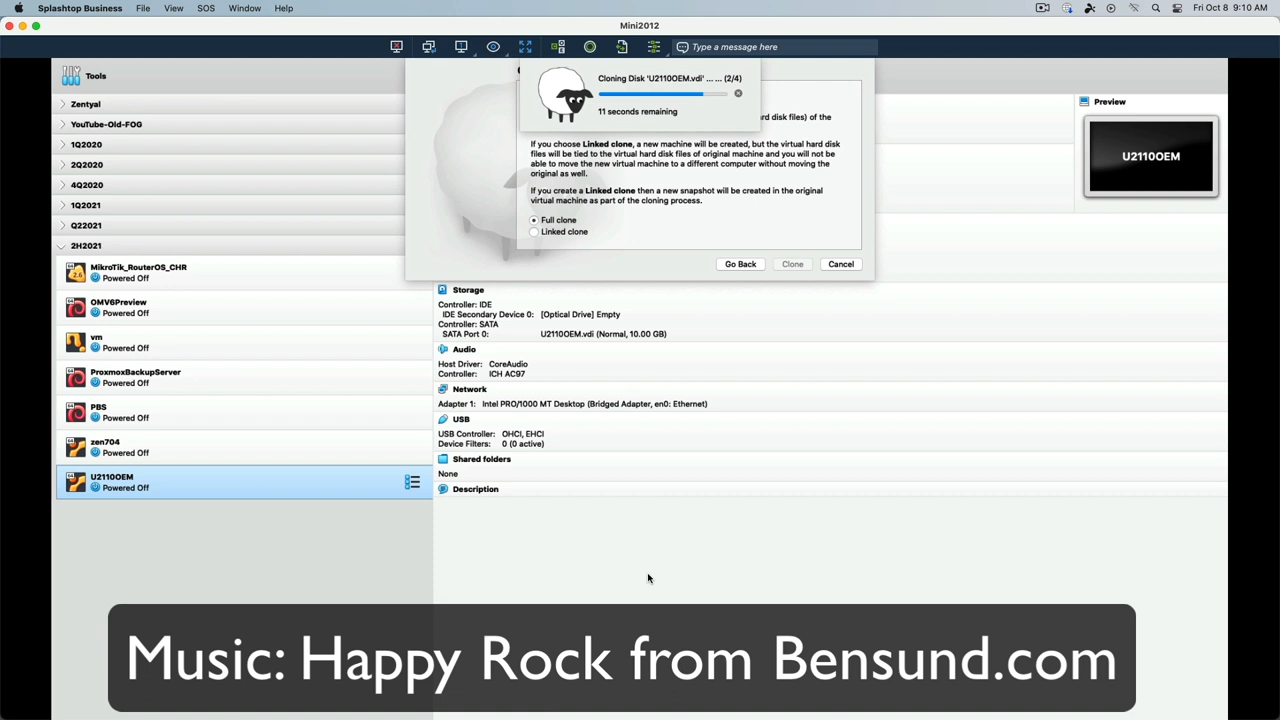 Splashtop Business File View SOS Window Help
Fri Oct 8 9:10 AM
Mini2012
Type a message here
Tools
Zentyal
YouTube-Old-FOG
1Q2020
2Q2020
4Q2020
1Q2021
Q22021
2H2021
MikroTik_RouterOS_CHR
Powered Off
OMV6Preview
Powered Off
vm
Powered Off
ProxmoxBackupServer
Powered Off
PBS
Powered Off
zen704
Powered Off
U2110OEM
Powered Off
Cloning Disk 'U2110OEM.vdi' ... ... (2/4)
11 seconds remaining
hard disk files) of the
If you choose Linked clone, a new machine will be created, but the virtual hard disk
files will be tied to the virtual hard disk files of original machine and you will not be
able to move the new virtual machine to a different computer without moving the
original as well.
If you create a Linked clone then a new snapshot will be created in the original
virtual machine as part of the cloning process.
Full clone
Linked clone
Go Back Clone Cancel
Preview
U2110OEM
Storage
Controller: IDE
IDE Secondary Device 0: [Optical Drive] Empty
Controller: SATA
SATA Port 0: U2110OEM.vdi (Normal, 10.00 GB)
Audio
Host Driver: CoreAudio
Controller: ICH AC97
Network
Adapter 1: Intel PRO/1000 MT Desktop (Bridged Adapter, en0: Ethernet)
USB
USB Controller: OHCI, EHCI
Device Filters: 0 (0 active)
Shared folders
None
Description
Music: Happy Rock from Bensund.com